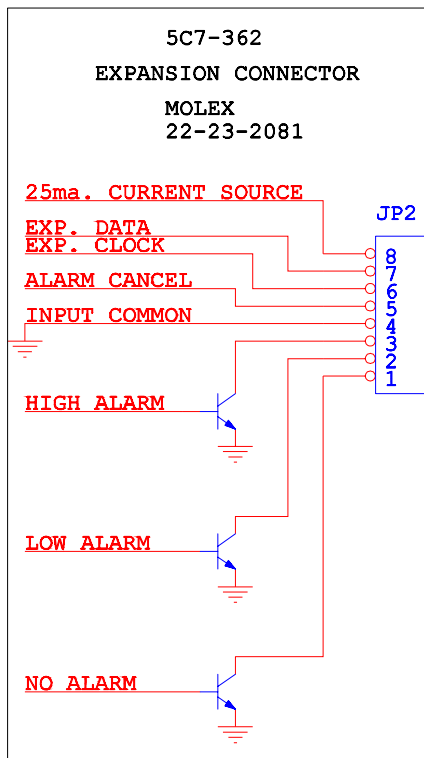 5C7-362
EXPANSION CONNECTOR
MOLEX
22-23-2081
25ma. CURRENT SOURCE
JP2
EXP. DATA
EXP. CLOCK
8
7
ALARM CANCEL
6
5
INPUT COMMON
4
3
2
1
HIGH ALARM
LOW ALARM
NO ALARM